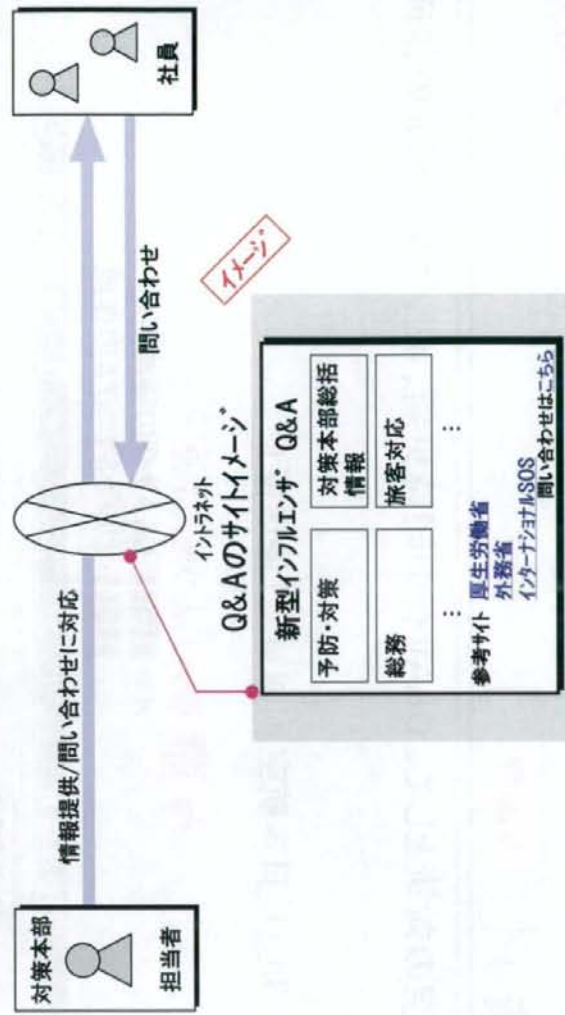 対策本部
担当者
情報提供/問い合わせに対応
問い合わせ
社員
イントラネット
Q&Aのサイトイメージ
イメージ
新型インフルエンザ Q&A
予防・対策
対策本部総括
情報
総務
旅客対応
⋮
⋮
参考サイト 厚生労働省
外務省
インターナショナルSOS
問い合わせはこちら